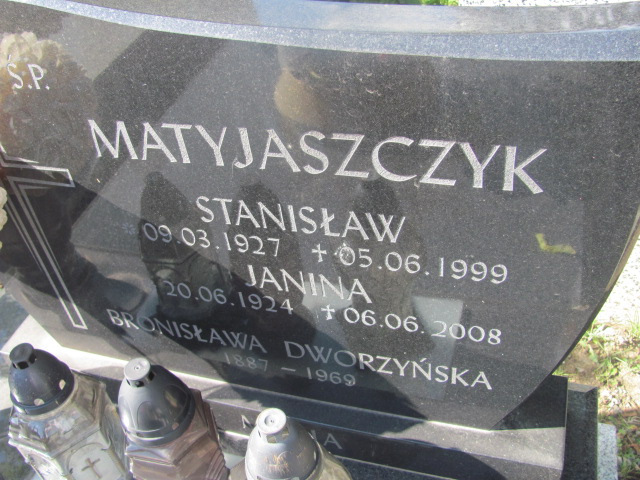 Ś.P.
MATYJASZCZYK
STANISŁAW
* 09.03.1927 ✝ 05.06.1999
JANINA
* 20.06.1924 ✝ 06.06.2008
BRONISŁAWA DWORZYŃSKA
1887 – 1969